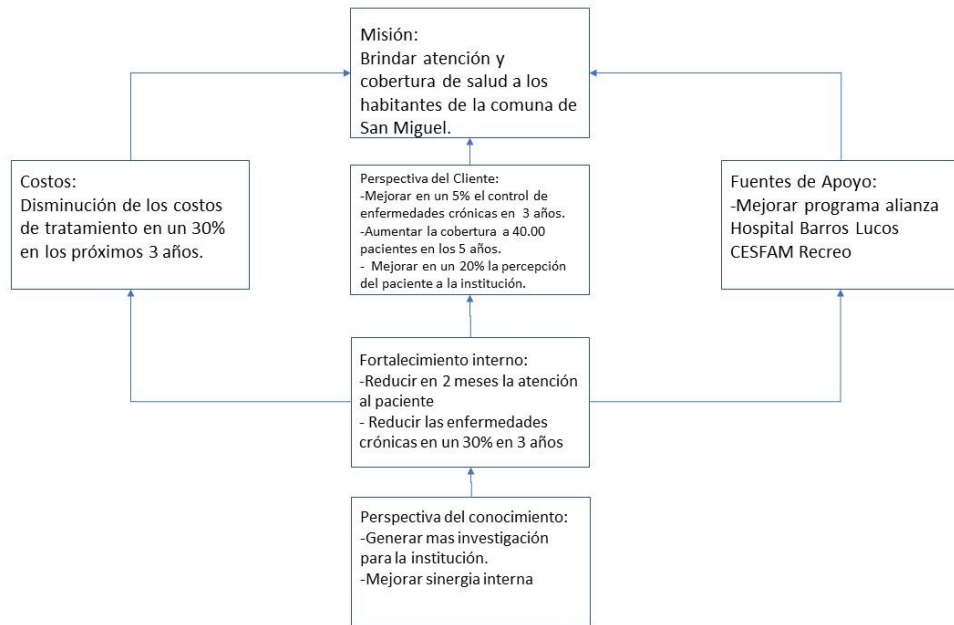 Misión:
Brindar atención y
cobertura de salud a los
habitantes de la comuna de
San Miguel.
Costos:
Disminución de los costos
de tratamiento en un 30%
en los próximos 3 años.
Perspectiva del Cliente:
-Mejorar en un 5% el control de
enfermedades crónicas en 3 años.
-Aumentar la cobertura a 40.00
pacientes en los 5 años.
- Mejorar en un 20% la percepción
del paciente a la institución.
Fuentes de Apoyo:
-Mejorar programa alianza
Hospital Barros Lucos
CESFAM Recreo
Fortalecimiento interno:
-Reducir en 2 meses la atención
al paciente
- Reducir las enfermedades
crónicas en un 30% en 3 años
Perspectiva del conocimiento:
-Generar mas investigación
para la institución.
-Mejorar sinergia interna